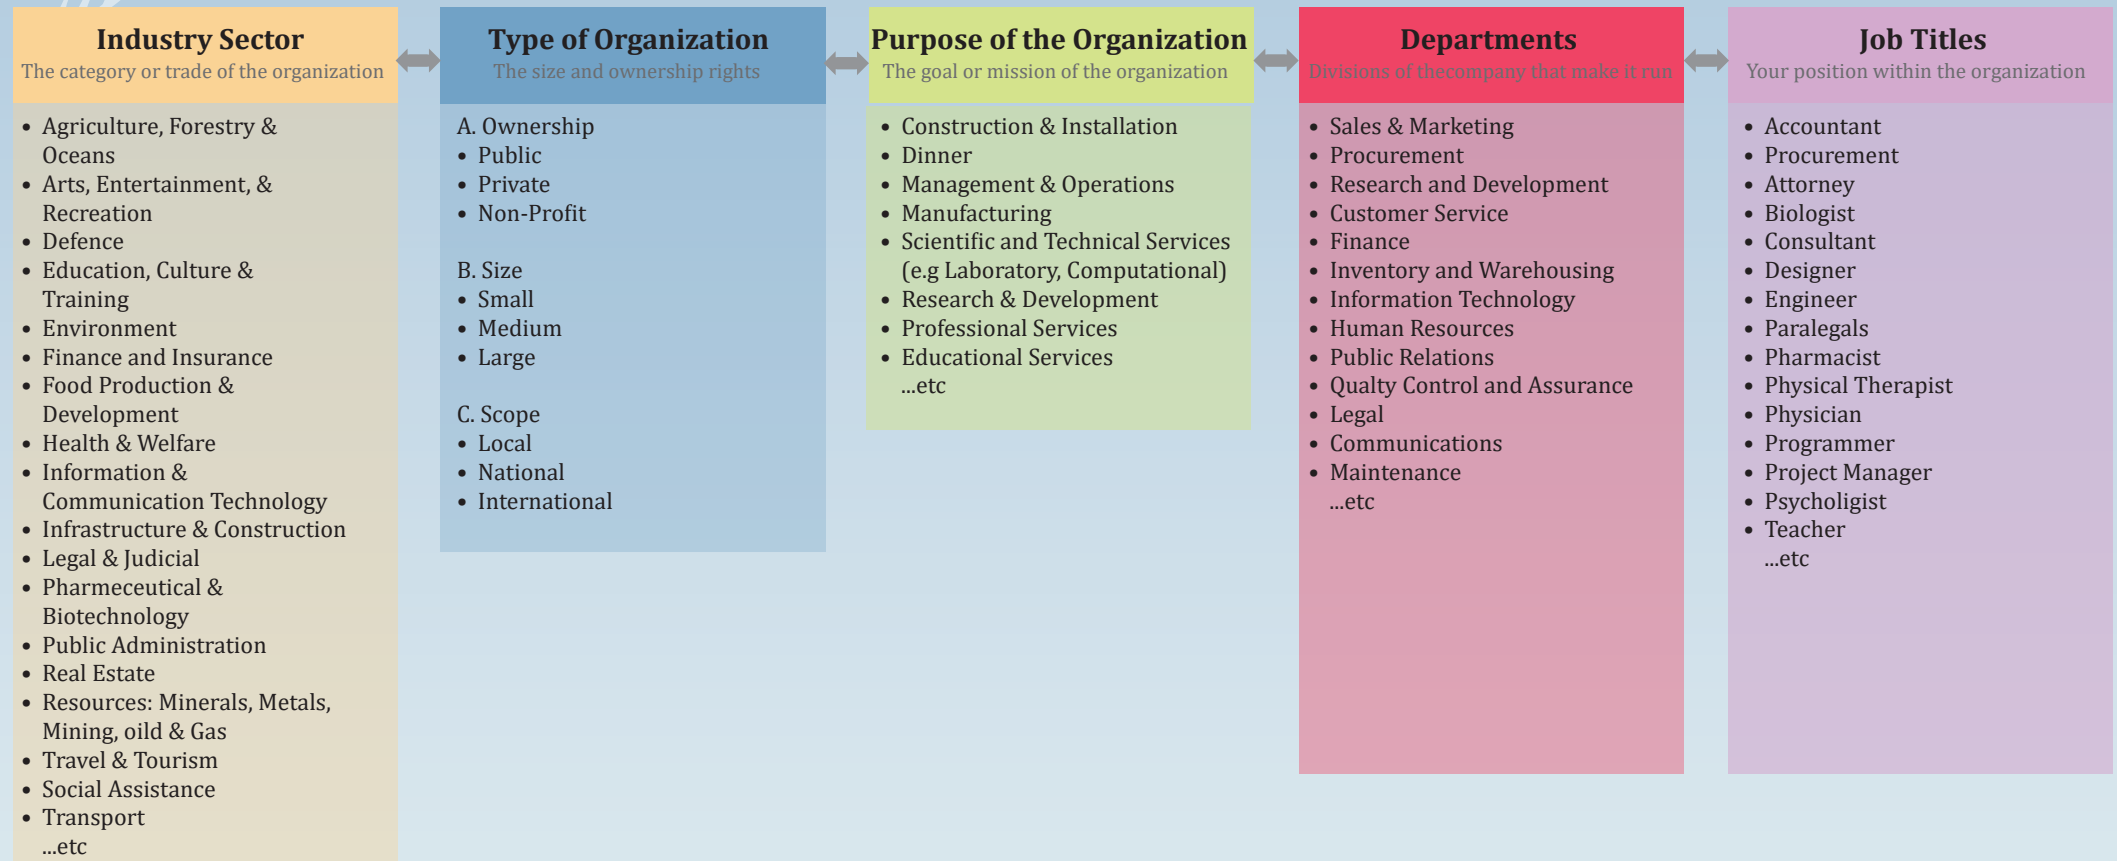 Industry Sector
The category or trade of the organization
• Agriculture, Forestry &
Oceans
• Arts, Entertainment, &
Recreation
• Defence
• Education, Culture &
Training
• Environment
• Finance and Insurance
• Food Production &
Development
• Health & Welfare
• Information &
Communication Technology
• Infrastructure & Construction
• Legal & Judicial
• Pharmeceutical &
Biotechnology
• Public Administration
• Real Estate
• Resources: Minerals, Metals,
Mining, oild & Gas
• Travel & Tourism
• Social Assistance
• Transport
...etc
Type of Organization
The size and ownership rights
A. Ownership
• Public
• Private
• Non-Profit
B. Size
• Small
• Medium
• Large
C. Scope
• Local
• National
• International
Purpose of the Organization
The goal or mission of the organization
• Construction & Installation
• Dinner
• Management & Operations
• Manufacturing
• Scientific and Technical Services
(e.g Laboratory, Computational)
• Research & Development
• Professional Services
• Educational Services
...etc
Departments
Divisions of thecompany that make it run
• Sales & Marketing
• Procurement
• Research and Development
• Customer Service
• Finance
• Inventory and Warehousing
• Information Technology
• Human Resources
• Public Relations
• Qualty Control and Assurance
• Legal
• Communications
• Maintenance
...etc
Job Titles
Your position within the organization
• Accountant
• Procurement
• Attorney
• Biologist
• Consultant
• Designer
• Engineer
• Paralegals
• Pharmacist
• Physical Therapist
• Physician
• Programmer
• Project Manager
• Psycholigist
• Teacher
...etc